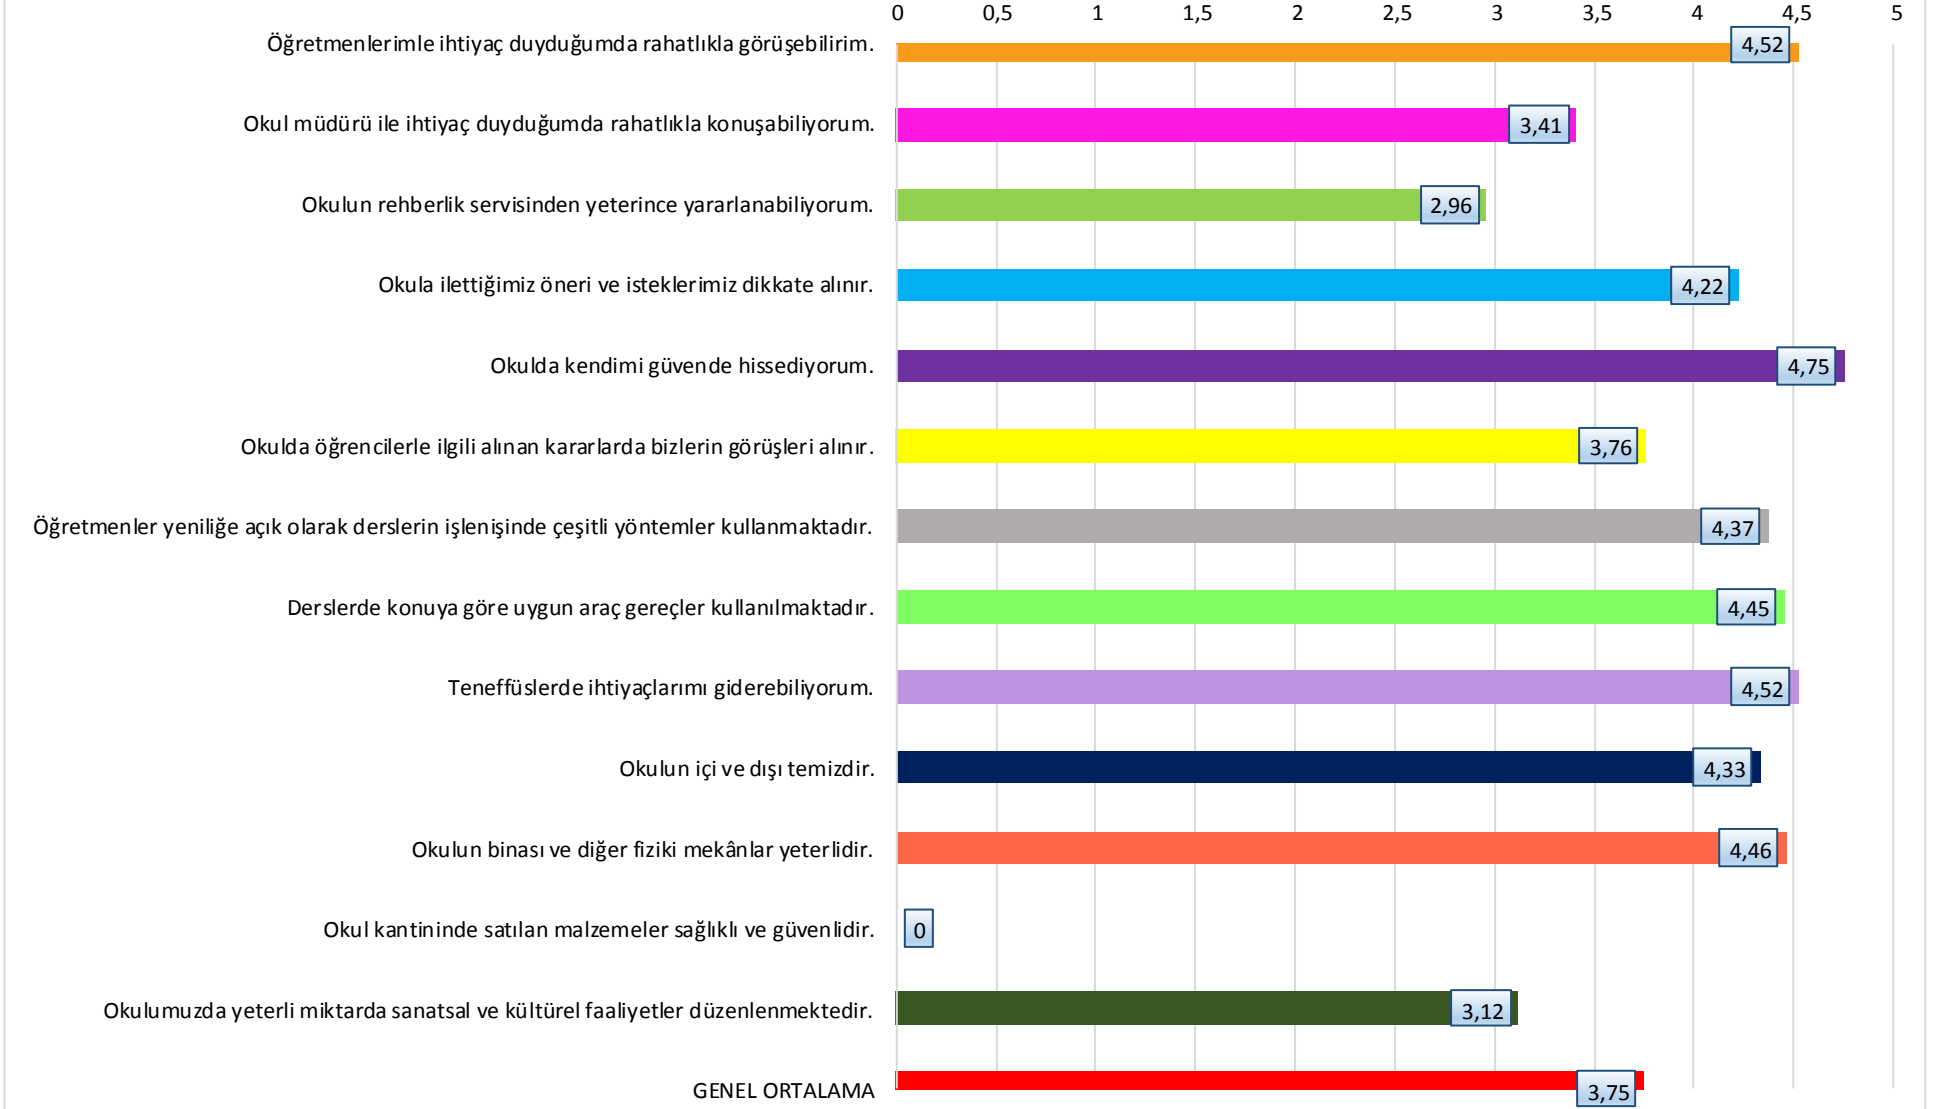 0 0,5 1 1,5 2 2,5 3 3,5 4 4,5 5
Öğretmenlerimle ihtiyaç duyduğumda rahatlıkla görüşebilirim. 4,52
Okul müdürü ile ihtiyaç duyduğumda rahatlıkla konuşabiliyorum. 3,41
Okulun rehberlik servisinden yeterince yararlanabiliyorum. 2,96
Okula ilettiğimiz öneri ve isteklerimiz dikkate alınır. 4,22
Okulda kendimi güvende hissediyorum. 4,75
Okulda öğrencilerle ilgili alınan kararlarda bizlerin görüşleri alınır. 3,76
Öğretmenler yeniliğe açık olarak derslerin işlenişinde çeşitli yöntemler kullanmaktadır. 4,37
Derslerde konuya göre uygun araç gereçler kullanılmaktadır. 4,45
Teneffüslerde ihtiyaçlarımı giderebiliyorum. 4,52
Okulun içi ve dışı temizdir. 4,33
Okulun binası ve diğer fiziki mekânlar yeterlidir. 4,46
Okul kantininde satılan malzemeler sağlıklı ve güvenlidir. 0
Okulumuzda yeterli miktarda sanatsal ve kültürel faaliyetler düzenlenmektedir. 3,12
GENEL ORTALAMA 3,75